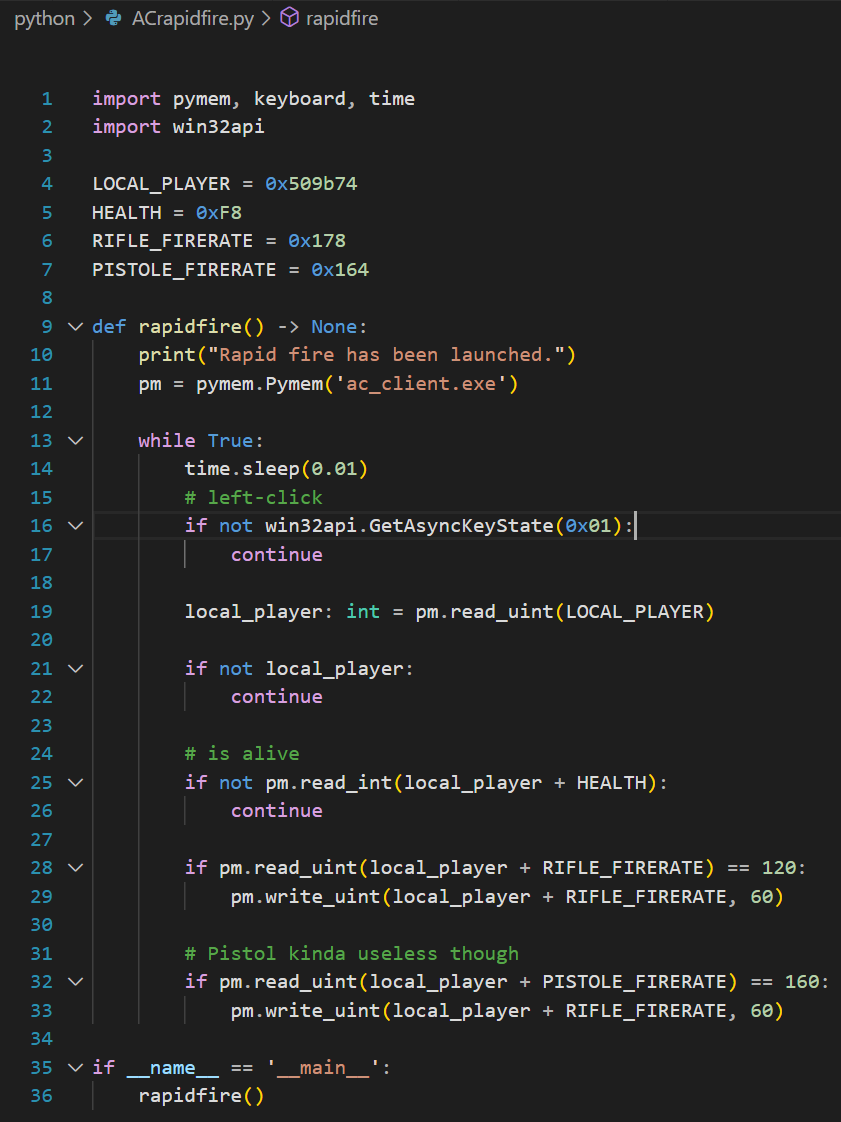 python > ACrapidfire.py > rapidfire
1 import pymem, keyboard, time
2 import win32api
3
4 LOCAL_PLAYER = 0x509b74
5 HEALTH = 0xF8
6 RIFLE_FIRERATE = 0x178
7 PISTOLE_FIRERATE = 0x164
8
9 def rapidfire() -> None:
10     print("Rapid fire has been launched.")
11     pm = pymem.Pymem('ac_client.exe')
12
13     while True:
14         time.sleep(0.01)
15         # left-click
16         if not win32api.GetAsyncKeyState(0x01):
17             continue
18
19         local_player: int = pm.read_uint(LOCAL_PLAYER)
20
21         if not local_player:
22             continue
23
24         # is alive
25         if not pm.read_int(local_player + HEALTH):
26             continue
27
28         if pm.read_uint(local_player + RIFLE_FIRERATE) == 120:
29             pm.write_uint(local_player + RIFLE_FIRERATE, 60)
30
31         # Pistol kinda useless though
32         if pm.read_uint(local_player + PISTOLE_FIRERATE) == 160:
33             pm.write_uint(local_player + RIFLE_FIRERATE, 60)
34
35 if __name__ == '__main__':
36     rapidfire()